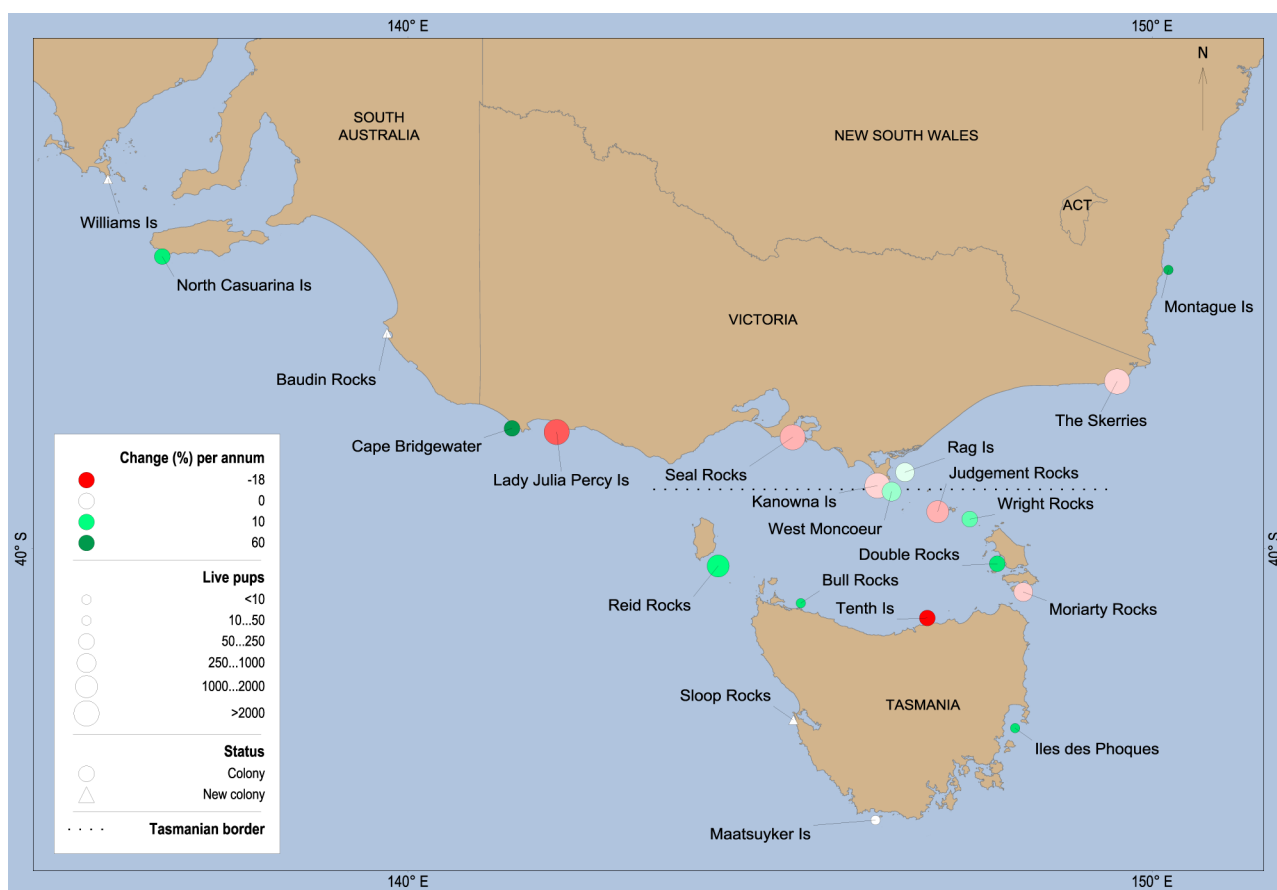 140° E
150° E
N
SOUTH
AUSTRALIA
NEW SOUTH WALES
ACT
Williams Is
North Casuarina Is
Montague Is
VICTORIA
Baudin Rocks
The Skerries
Cape Bridgewater
Rag Is
Lady Julia Percy Is
Seal Rocks
Judgement Rocks
Kanowna Is
Wright Rocks
West Moncoeur
40° S
40° S
Double Rocks
Bull Rocks
Reid Rocks
Tenth Is
Moriarty Rocks
Sloop Rocks
TASMANIA
Iles des Phoques
Maatsuyker Is
Change (%) per annum
-18
0
10
60
Live pups
<10
10...50
50...250
250...1000
1000...2000
>2000
Status
Colony
New colony
Tasmanian border
140° E
150° E